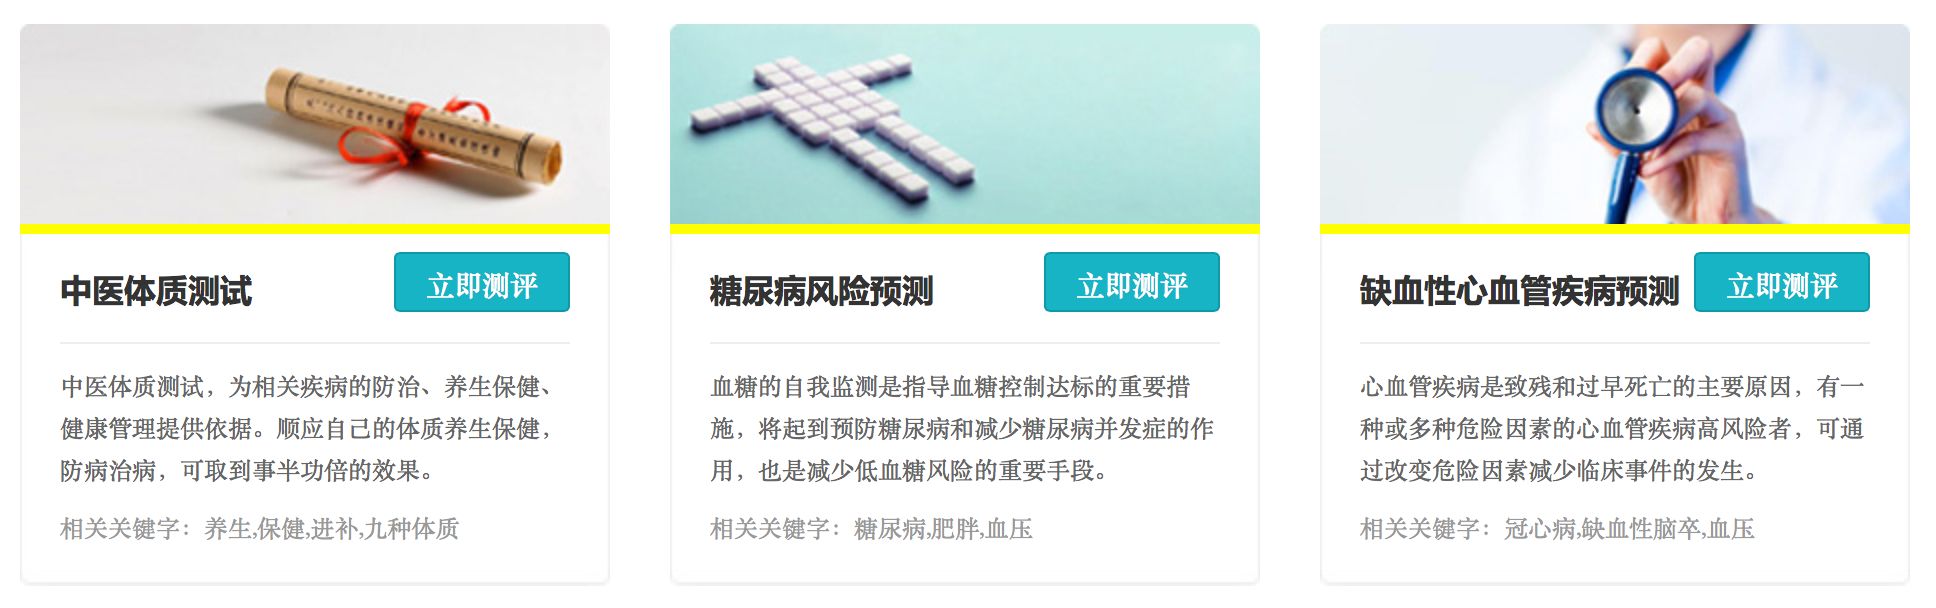 中医体质测试
立即测评
中医体质测试，为相关疾病的防治、养生保健、
健康管理提供依据。顺应自己的体质养生保健，
防病治病，可取到事半功倍的效果。
相关关键字：养生,保健,进补,九种体质
糖尿病风险预测
立即测评
血糖的自我监测是指导血糖控制达标的重要措
施，将起到预防糖尿病和减少糖尿病并发症的作
用，也是减少低血糖风险的重要手段。
相关关键字：糖尿病,肥胖,血压
缺血性心血管疾病预测
立即测评
心血管疾病是致残和过早死亡的主要原因，有一
种或多种危险因素的心血管疾病高风险者，可通
过改变危险因素减少临床事件的发生。
相关关键字：冠心病,缺血性脑卒,血压